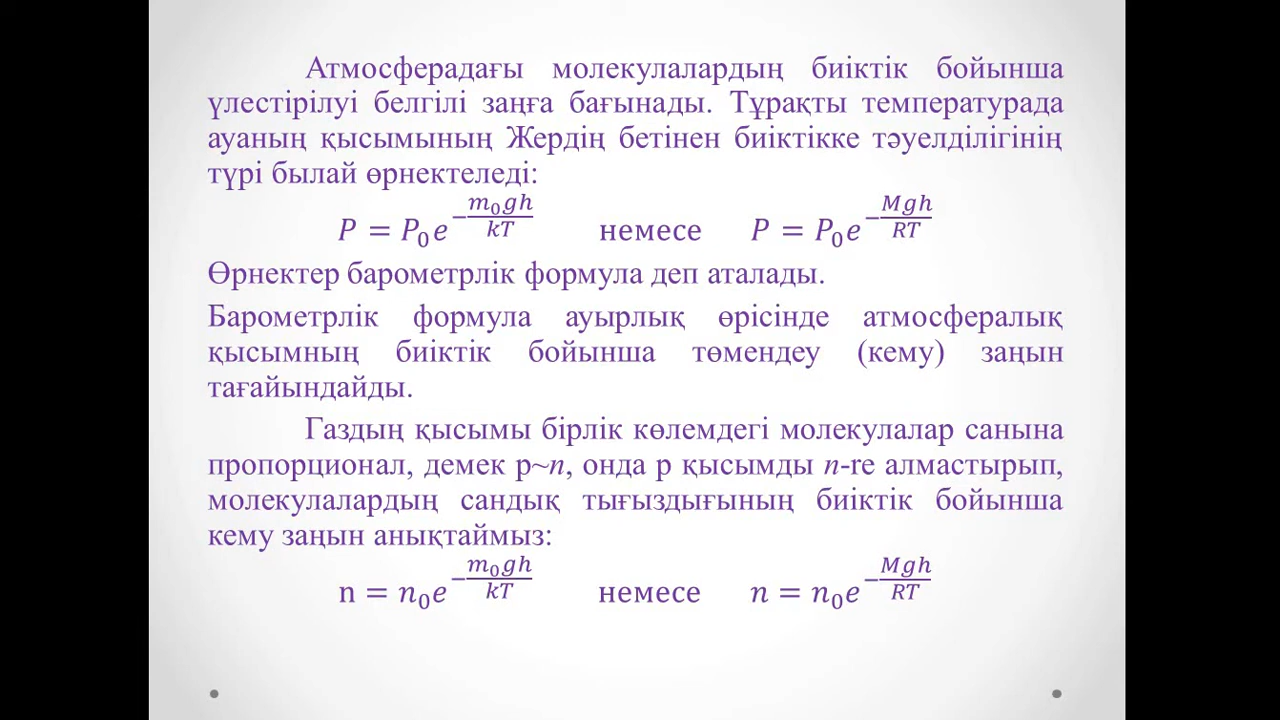 Атмосферадағы молекулалардың биіктік бойынша
үлестірілуі белгілі заңға бағынады. Тұрақты температурада
ауаның қысымының Жердің бетінен биіктікке тәуелділігінің
түрі былай өрнектеледі:
P = P₀e^(−m₀gh/kT) немесе P = P₀e^(−Mgh/RT)
Өрнектер барометрлік формула деп аталады.
Барометрлік формула ауырлық өрісінде атмосфералық
қысымның биіктік бойынша төмендеу (кему) заңын
тағайындайды.
Газдың қысымы бірлік көлемдегі молекулалар санына
пропорционал, демек p~n, онда p қысымды n-ге алмастырып,
молекулалардың сандық тығыздығының биіктік бойынша
кему заңын анықтаймыз:
n = n₀e^(−m₀gh/kT) немесе n = n₀e^(−Mgh/RT)